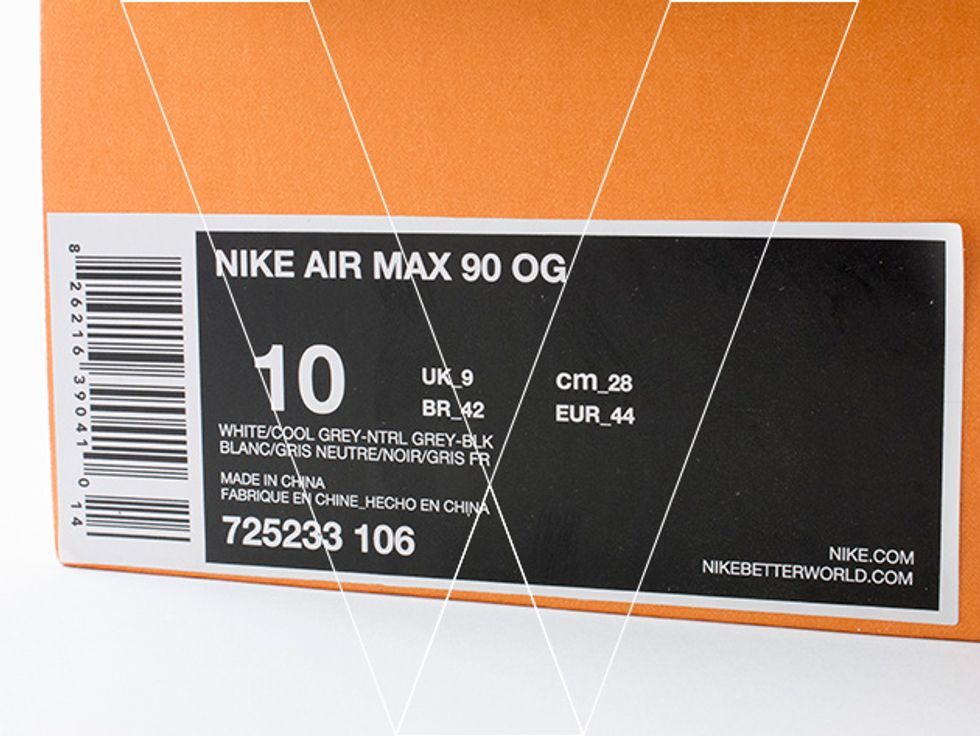 NIKE AIR MAX 90 OG
10
UK_9
cm_28
BR_42
EUR_44
WHITE/COOL GREY-NTRL GREY-BLK
BLANC/GRIS NEUTRE/NOIR/GRIS FR
MADE IN CHINA
FABRIQUE EN CHINE_HECHO EN CHINA
725233 106
NIKE.COM
NIKEBETTERWORLD.COM
8 26216 39041 0 14